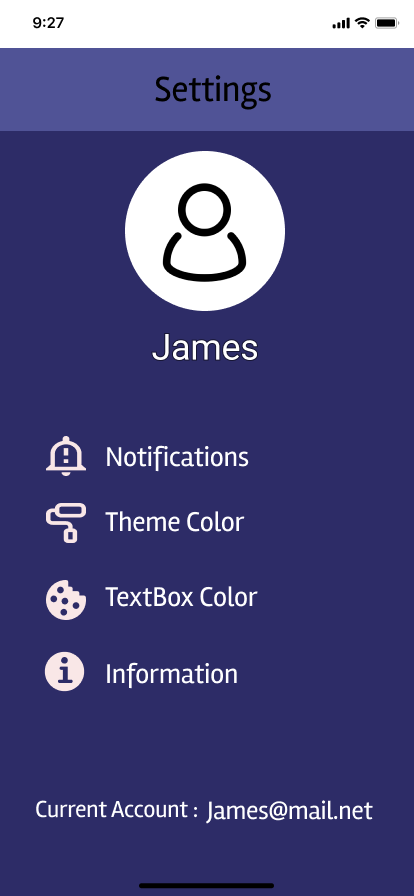 9:27
Settings
James
Notifications
Theme Color
TextBox Color
Information
Current Account : James@mail.net